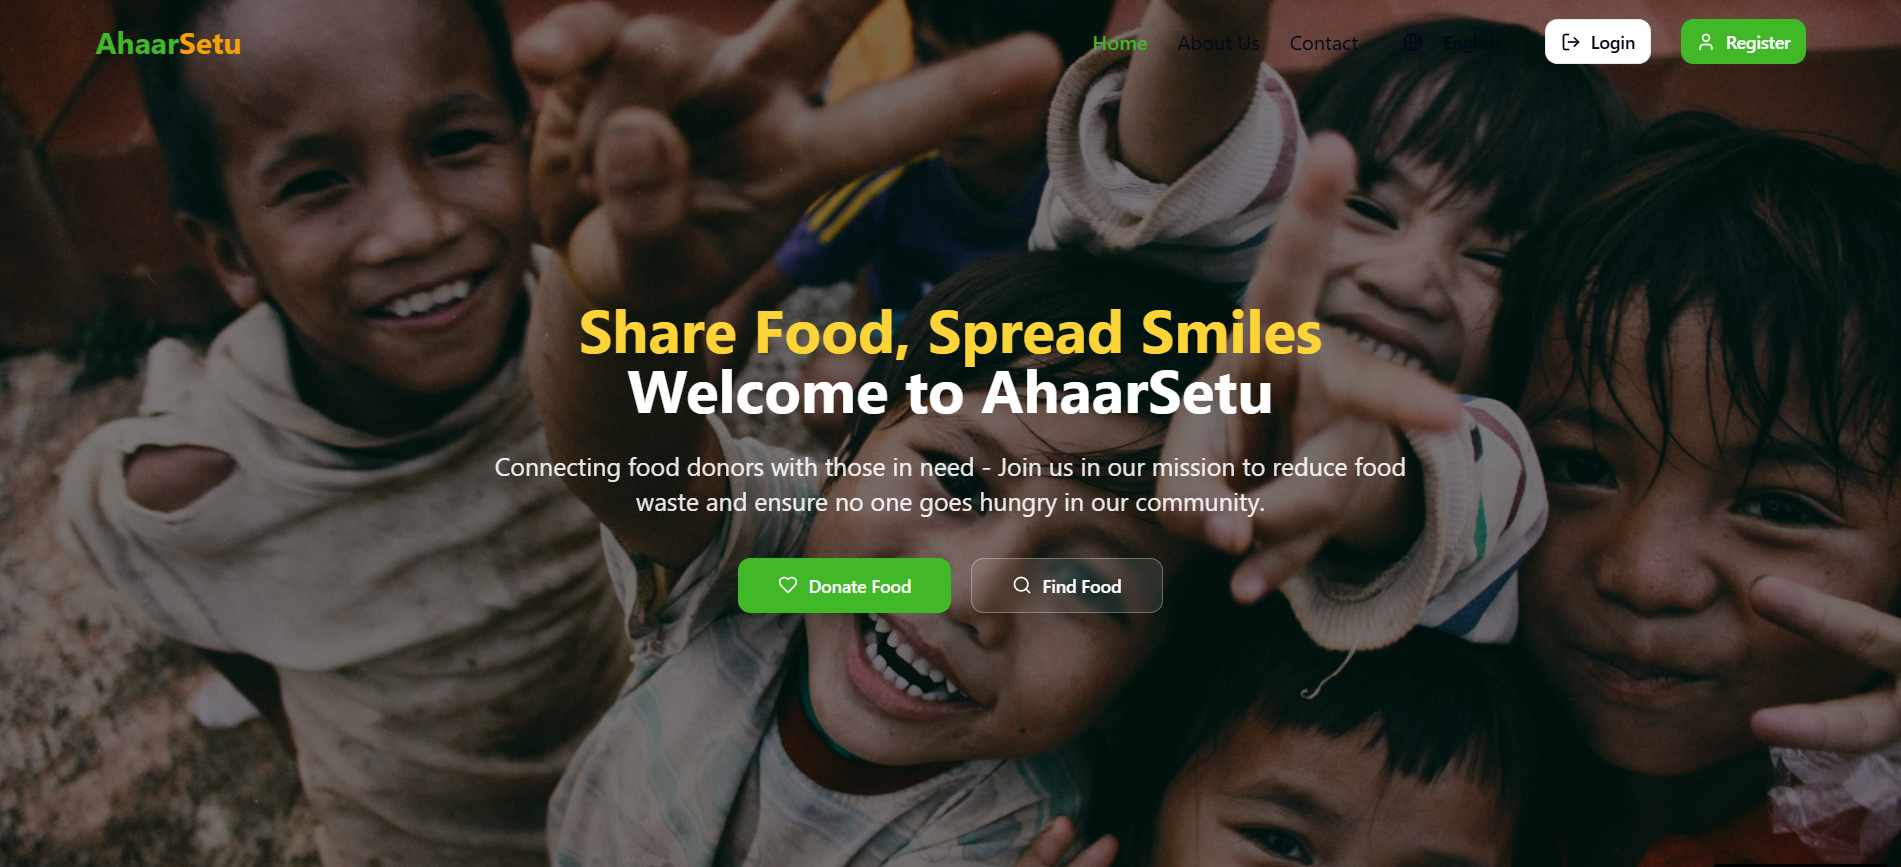 AhaarSetu
Home About Us Contact English Login Register
Share Food, Spread Smiles
Welcome to AhaarSetu
Connecting food donors with those in need - Join us in our mission to reduce food
waste and ensure no one goes hungry in our community.
Donate Food Find Food